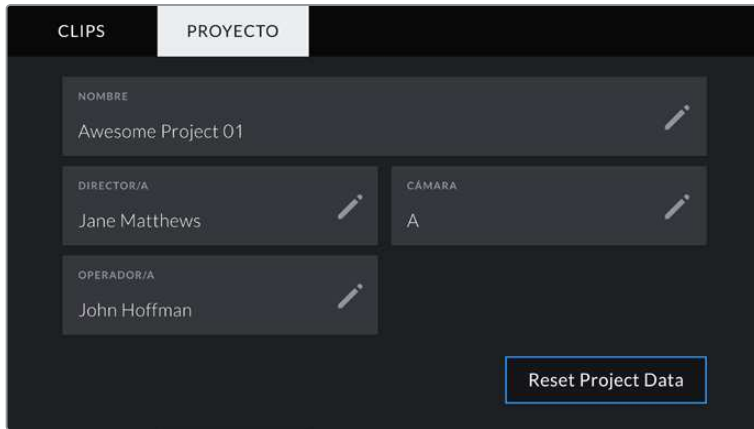 CLIPS
PROYECTO
NOMBRE
Awesome Project 01
DIRECTOR/A
Jane Matthews
CÁMARA
A
OPERADOR/A
John Hoffman
Reset Project Data